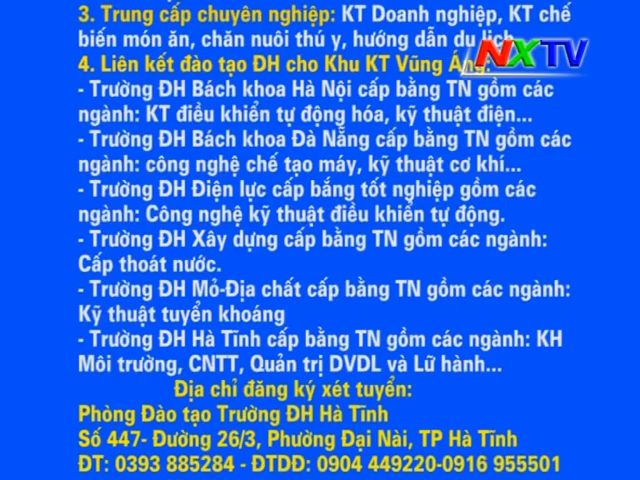 3. Trung cấp chuyên nghiệp: KT Doanh nghiệp, KT chế
biến món ăn, chăn nuôi thú y, hướng dẫn du lịch
NXTV
4. Liên kết đào tạo ĐH cho Khu KT Vũng Áng:
- Trường ĐH Bách khoa Hà Nội cấp bằng TN gồm các
ngành: KT điều khiển tự động hóa, kỹ thuật điện...
- Trường ĐH Bách khoa Đà Nẵng cấp bằng TN gồm các
ngành: công nghệ chế tạo máy, kỹ thuật cơ khí...
- Trường ĐH Điện lực cấp bắng tốt nghiệp gồm các
ngành: Công nghệ kỹ thuật điều khiển tự động.
- Trường ĐH Xây dựng cấp bằng TN gồm các ngành:
Cấp thoát nước.
- Trường ĐH Mỏ-Địa chất cấp bằng TN gồm các ngành:
Kỹ thuật tuyển khoáng
- Trường ĐH Hà Tĩnh cấp bằng TN gồm các ngành: KH
Môi trường, CNTT, Quản trị DVDL và Lữ hành...
Địa chỉ đăng ký xét tuyển:
Phòng Đào tạo Trường ĐH Hà Tĩnh
Số 447- Đường 26/3, Phường Đại Nài, TP Hà Tĩnh
ĐT: 0393 885284 - ĐTDĐ: 0904 449220-0916 955501